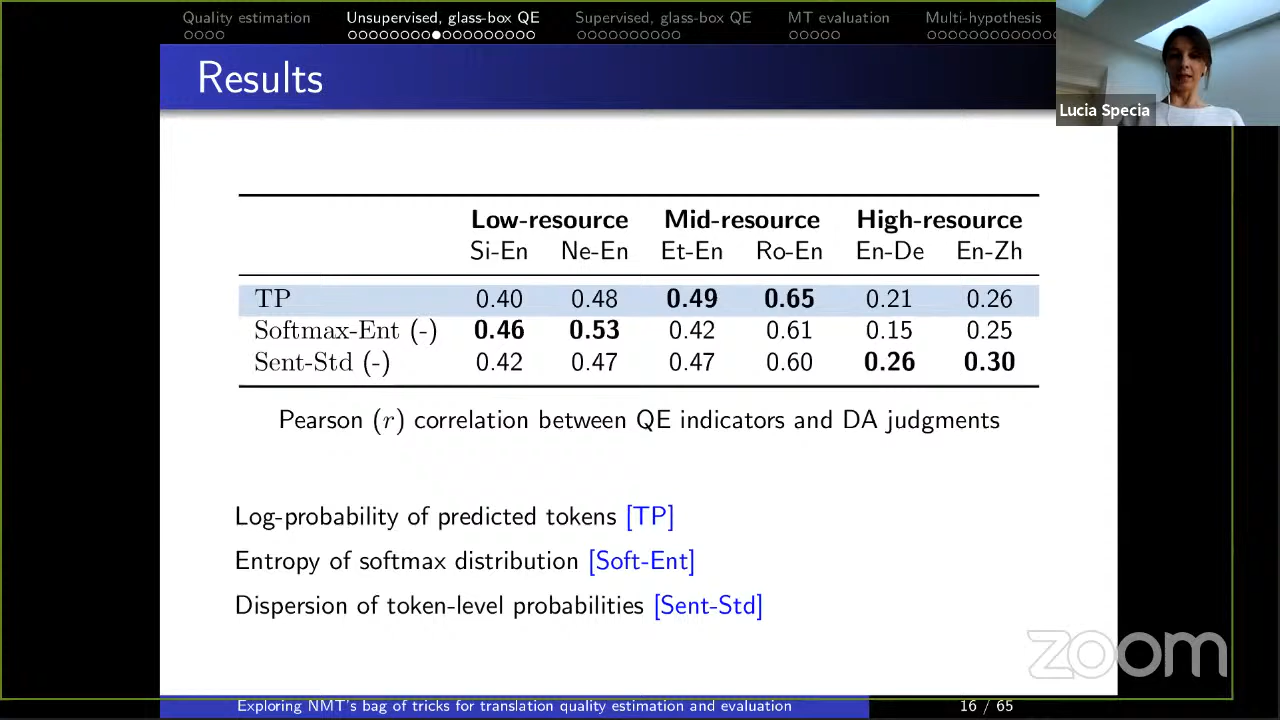 Quality estimation Unsupervised, glass-box QE Supervised, glass-box QE MT evaluation Multi-hypothesis
Results
Lucia Specia
Low-resource Mid-resource High-resource
Si-En Ne-En Et-En Ro-En En-De En-Zh
TP 0.40 0.48 0.49 0.65 0.21 0.26
Softmax-Ent (-) 0.46 0.53 0.42 0.61 0.15 0.25
Sent-Std (-) 0.42 0.47 0.47 0.60 0.26 0.30
Pearson (r) correlation between QE indicators and DA judgments
Log-probability of predicted tokens [TP]
Entropy of softmax distribution [Soft-Ent]
Dispersion of token-level probabilities [Sent-Std]
zoom
Exploring NMT's bag of tricks for translation quality estimation and evaluation 16 / 65